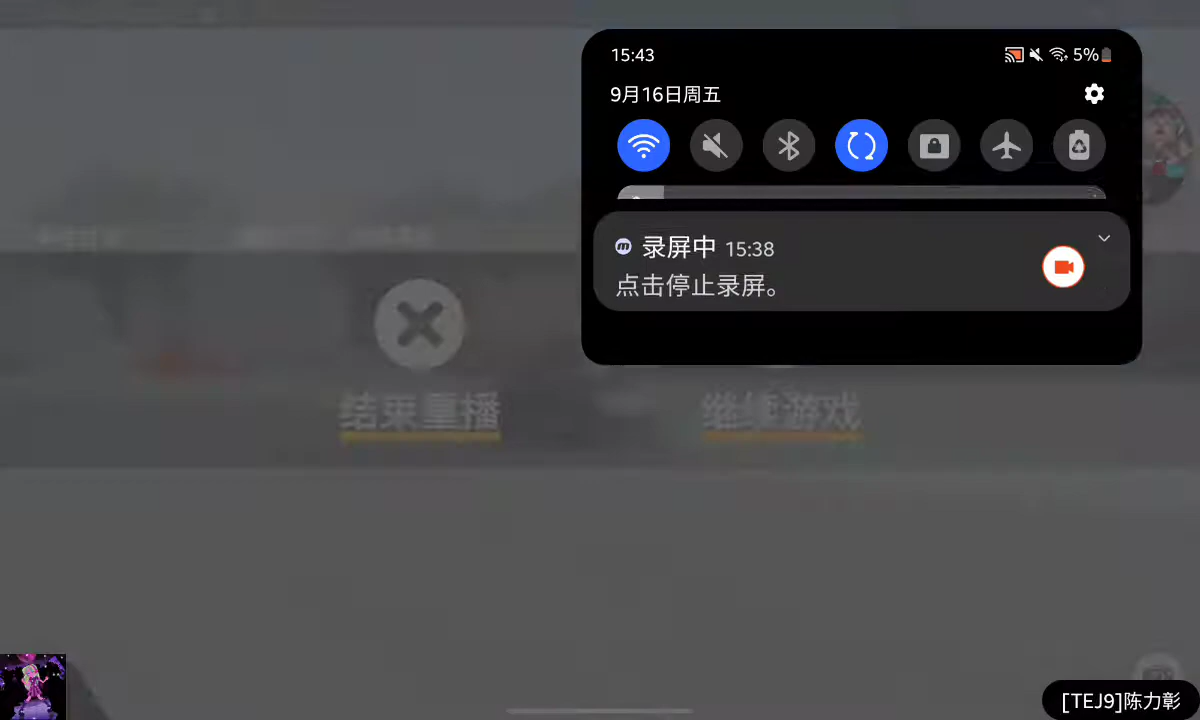 15:43
5%
9月16日周五
录屏中 15:38
点击停止录屏。
结束重播
继续游戏
[TEJ9]陈力彰